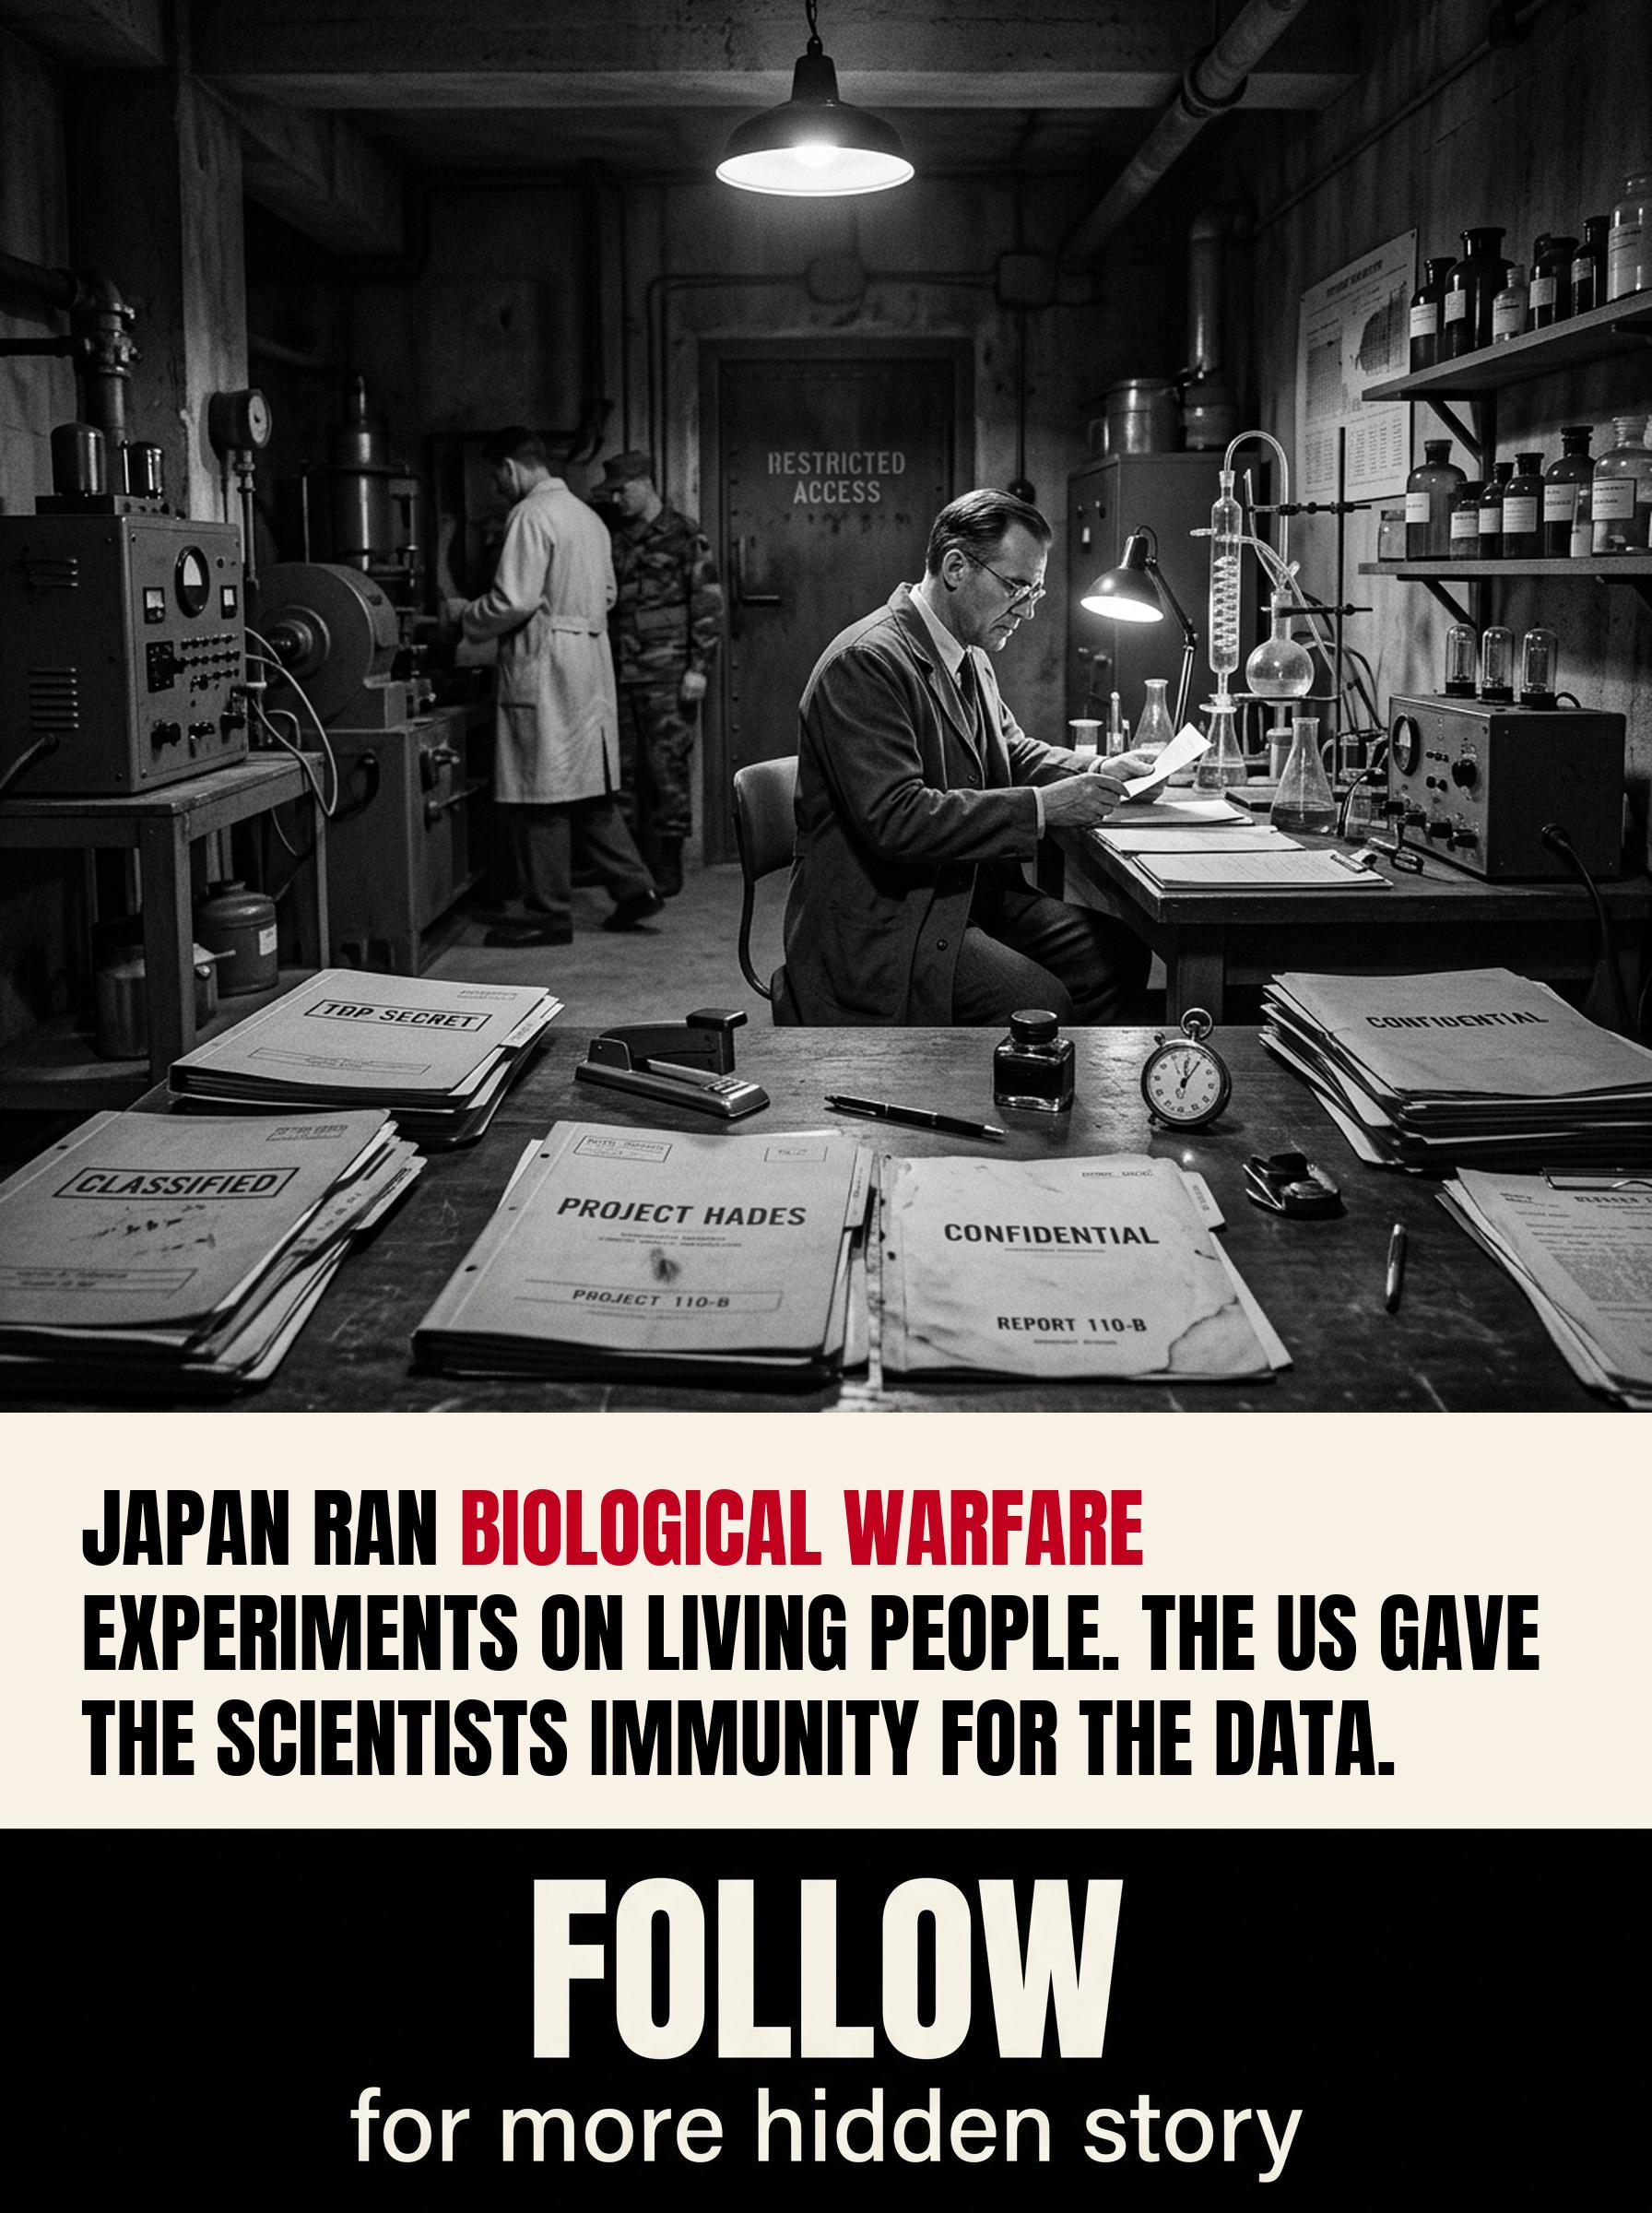 RESTRICTED
ACCESS
TOP SECRET
CONFIDENTIAL
CLASSIFIED
PROJECT HADES
PROJECT 110-B
CONFIDENTIAL
REPORT 110-B
JAPAN RAN BIOLOGICAL WARFARE
EXPERIMENTS ON LIVING PEOPLE. THE US GAVE
THE SCIENTISTS IMMUNITY FOR THE DATA.
FOLLOW
for more hidden story